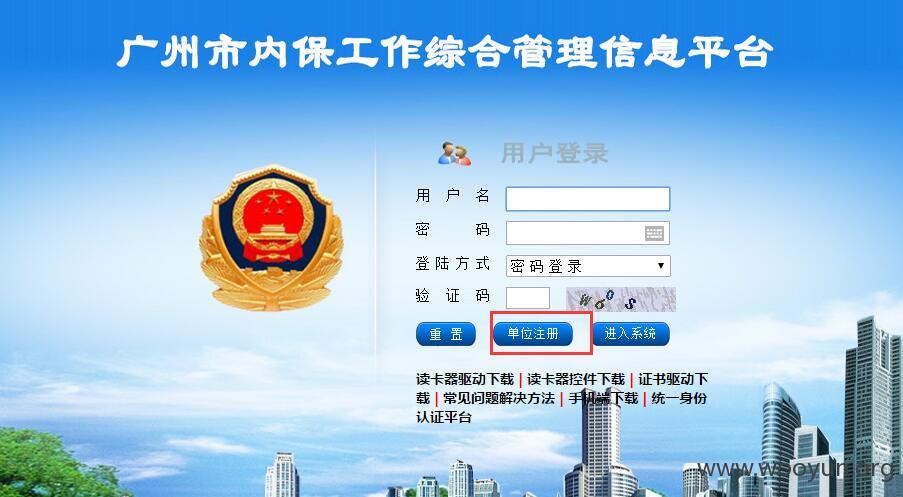 广州市内保工作综合管理信息平台
用户登录
用户名
密码
登陆方式 密码登录
验证码 W6OS
重置 单位注册 进入系统
读卡器驱动下载 | 读卡器控件下载 | 证书驱动下
载 | 常见问题解决方法 | 手机端下载 | 统一身份
认证平台
www.wooyun.org